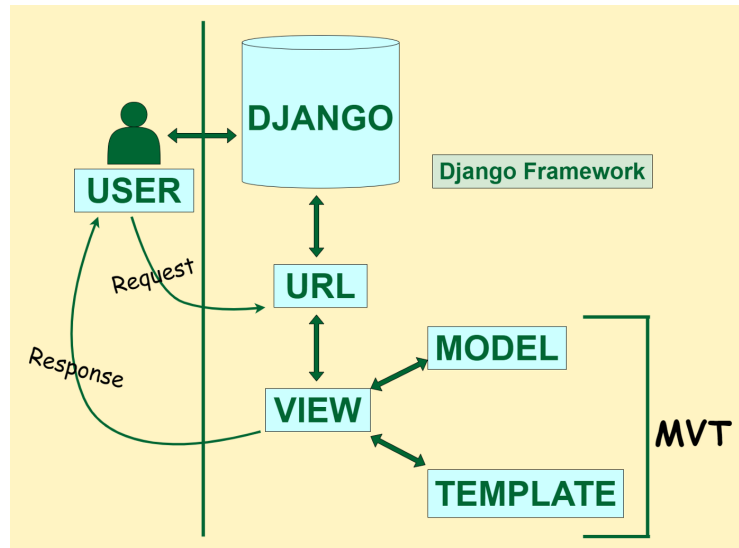 DJANGO
Django Framework
USER
Request
URL
MODEL
Response
VIEW
MVT
TEMPLATE